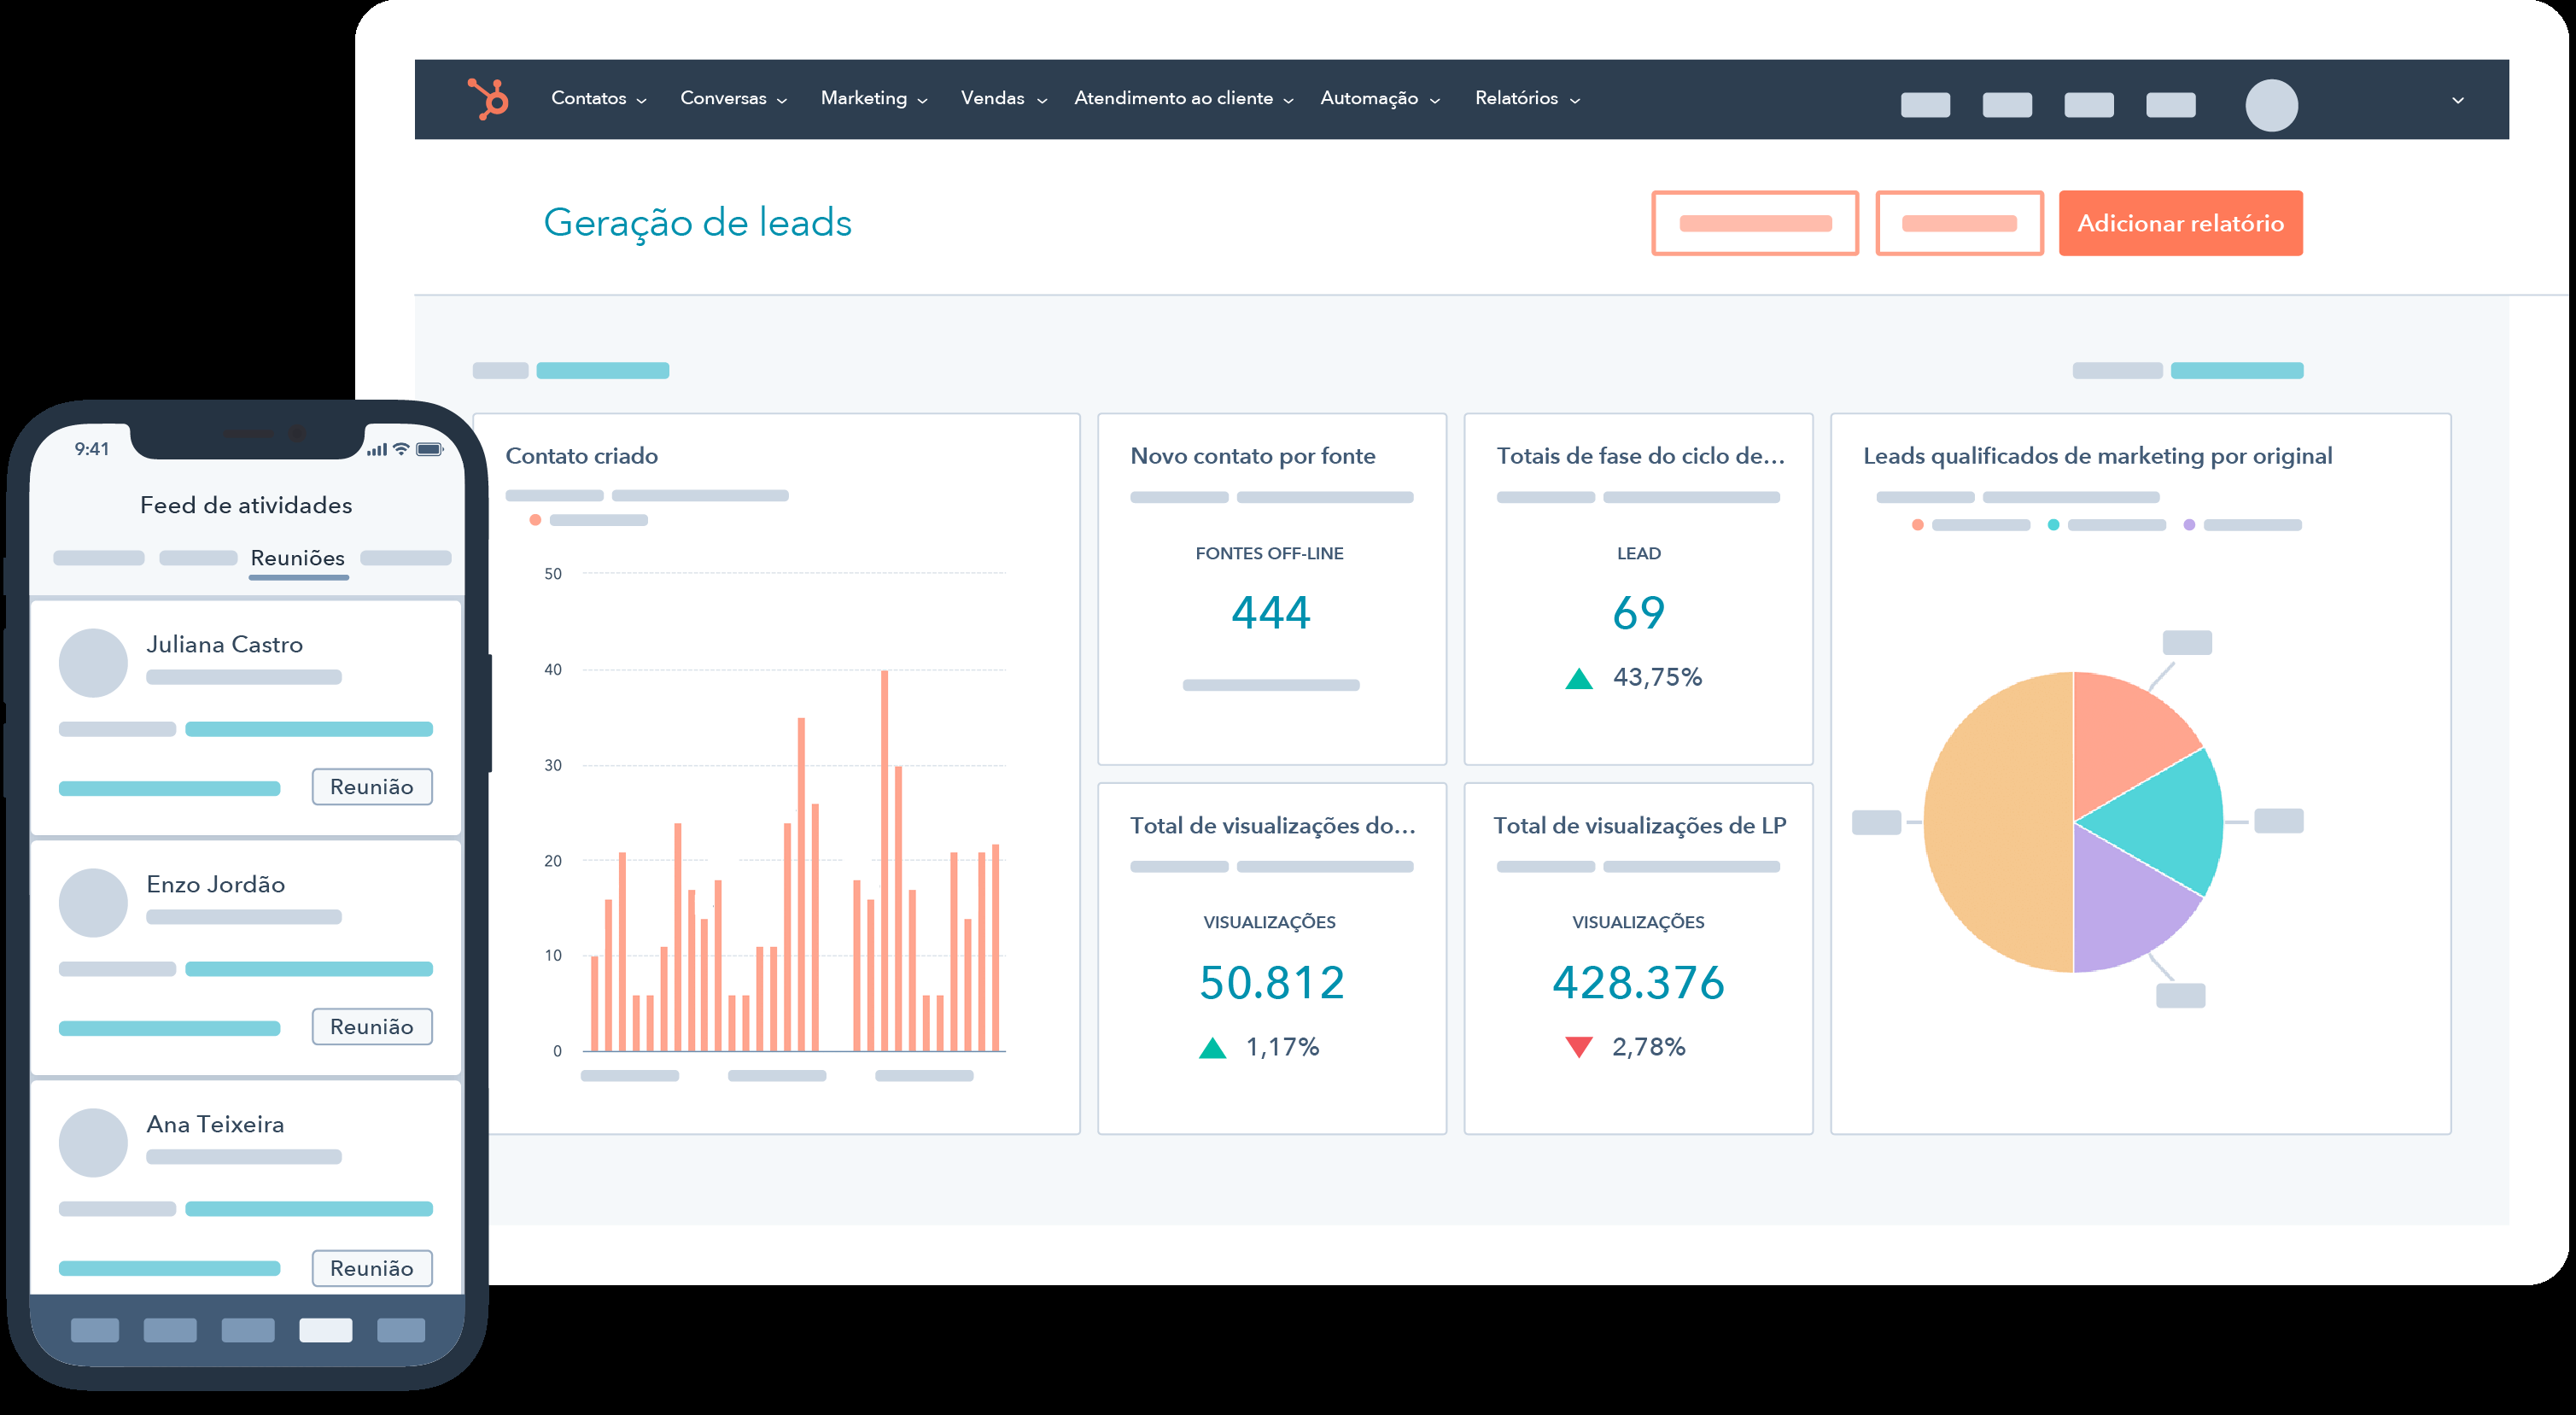 Contatos
Conversas
Marketing
Vendas
Atendimento ao cliente
Automação
Relatórios
Geração de leads
Adicionar relatório
Contato criado
50
40
30
20
10
0
Novo contato por fonte
FONTES OFF-LINE
444
Totais de fase do ciclo de...
LEAD
69
43,75%
Total de visualizações do...
VISUALIZAÇÕES
50.812
1,17%
Total de visualizações de LP
VISUALIZAÇÕES
428.376
2,78%
Leads qualificados de marketing por original
9:41
Feed de atividades
Reuniões
Juliana Castro
Reunião
Enzo Jordão
Reunião
Ana Teixeira
Reunião